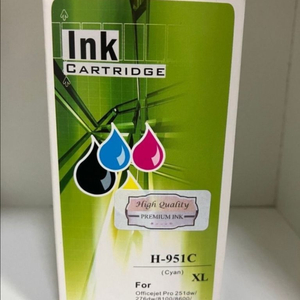 Ink
CARTRIDGE
High Quality
PREMIUM INK
H-951C
(Cyan)
XL
For
Officejet Pro 251dw/
276dw/8100/8600/